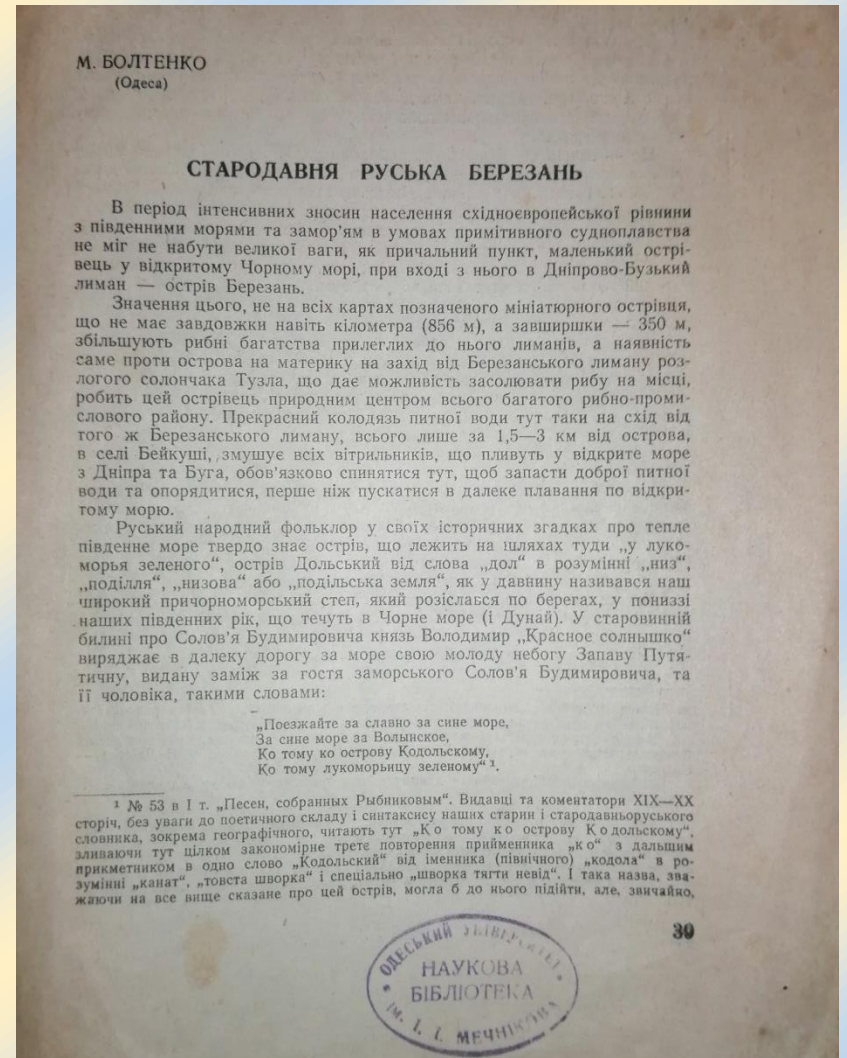 М. БОЛТЕНКО
(Одеса)
СТАРОДАВНЯ РУСЬКА БЕРЕЗАНЬ
В період інтенсивних зносин населення східноєвропейської рівнини
з південними морями та замор'ям в умовах примітивного судноплавства
не міг не набути великої ваги, як причальний пункт, маленький острі-
вець у відкритому Чорному морі, при вході з нього в Дніпрово-Бузький
лиман — острів Березань.
Значення цього, не на всіх картах позначеного мініатюрного острівця,
що не має завдовжки навіть кілометра (856 м), а завширшки — 350 м,
збільшують рибні багатства прилеглих до нього лиманів, а наявність
саме проти острова на материку на захід від Березанського лиману роз-
логого солончака Тузла, що дає можливість засолювати рибу на місці,
робить цей острівець природним центром всього багатого рибно-проми-
слового району. Прекрасний колодязь питної води тут таки на схід від
того ж Березанського лиману, всього лише за 1,5—3 км від острова,
в селі Бейкуші, змушує всіх вітрильників, що пливуть у відкрите море
з Дніпра та Буга, обов'язково спинятися тут, щоб запасти доброї питної
води та опорядитися, перше ніж пускатися в далеке плавання по відкри-
тому морю.
Руський народний фольклор у своїх історичних згадках про тепле
південне море твердо знає острів, що лежить на шляхах туди „у луко-
морья зеленого“, острів Дольський від слова „дол“ в розумінні „низ“,
„поділля“, „низова“ або „подільська земля“, як у давнину називався наш
широкий причорноморський степ, який розіслався по берегах, у пониззі
наших південних рік, що течуть в Чорне море (і Дунай). У старовинній
билині про Солов'я Будимировича князь Володимир „Красное солнышко“
виряджає в далеку дорогу за море свою молоду небогу Запаву Путя-
тичну, видану заміж за гостя заморського Солов'я Будимировича, та
її чоловіка, такими словами:
„Поезжайте за славно за сине море,
За сине море за Волынское,
Ко тому ко острову Кодольскому,
Ко тому лукоморьицу зеленому“ ¹.
¹ № 53 в I т. „Песен, собранных Рыбниковым“. Видавці та коментатори XIX—XX
сторіч, без уваги до поетичного складу і синтаксису наших старин і стародавньоруського
словника, зокрема географічного, читають тут „Ко тому ко острову Кодольскому“,
зливаючи тут цілком закономірне третє повторення прийменника „ко“ з дальшим
прикметником в одно слово „Кодольский“ від іменника (північного) „кодола“ в ро-
зумінні „канат“, „товста шворка“ і спеціально „шворка тягти невід“. І така назва, зва-
жаючи на все вище сказане про цей острів, могла б до нього підійти, але, звичайно,
39
ОДЕСЬКИЙ УНІВЕРСИТЕТ
НАУКОВА
БІБЛІОТЕКА
ІМ. І. І. МЕЧНІКОВА